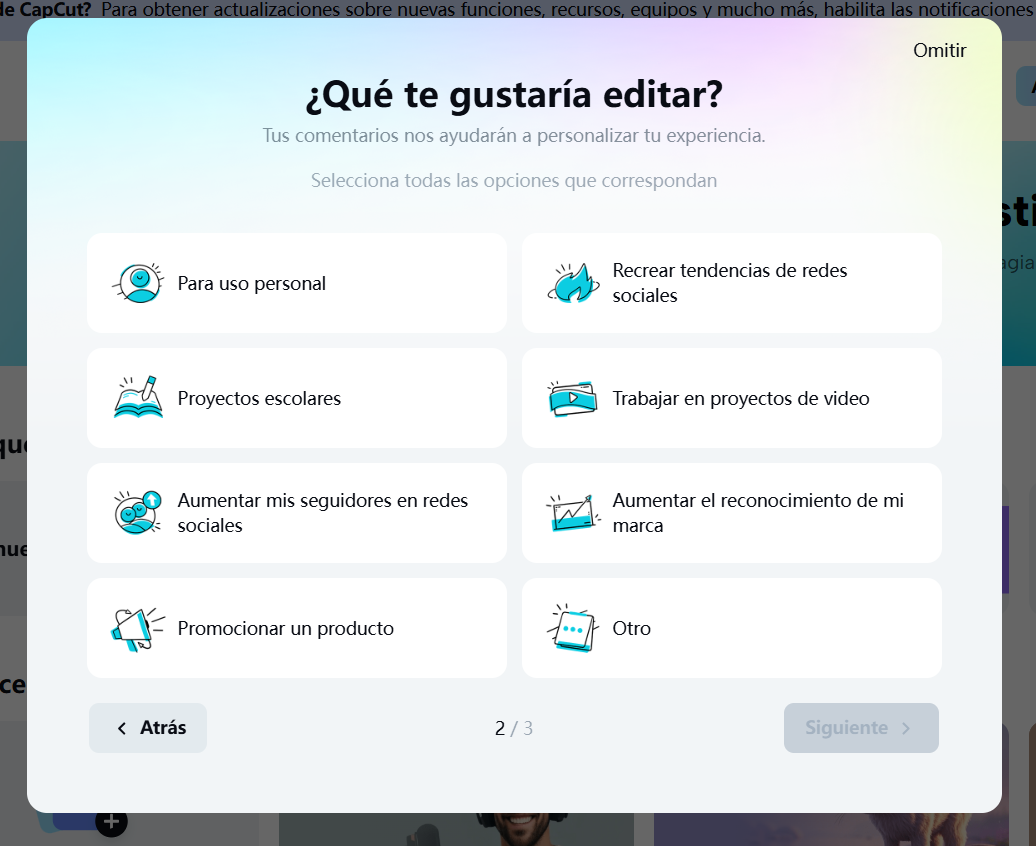 de CapCut? Para obtener actualizaciones sobre nuevas funciones, recursos, equipos y mucho más, habilita las notificaciones
Omitir
¿Qué te gustaría editar?
Tus comentarios nos ayudarán a personalizar tu experiencia.
Selecciona todas las opciones que correspondan
Para uso personal
Recrear tendencias de redes
sociales
Proyectos escolares
Trabajar en proyectos de video
Aumentar mis seguidores en redes
sociales
Aumentar el reconocimiento de mi
marca
Promocionar un producto
Otro
Atrás
2 / 3
Siguiente